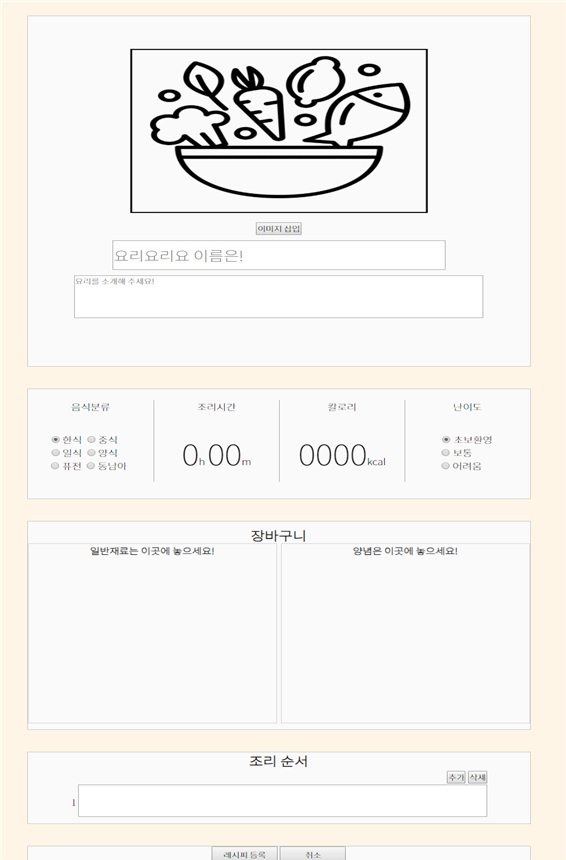 이미지 삽입
요리요리요 이름은!
요리를 소개해 주세요!
음식분류 조리시간 칼로리 난이도
한식 중식
일식 양식
퓨전 동남아
0h 00m
0000kcal
초보환영
보통
어려움
장바구니
일반재료는 이곳에 놓으세요! 양념은 이곳에 놓으세요!
조리 순서
추가 삭제
1
레시피 등록 취소